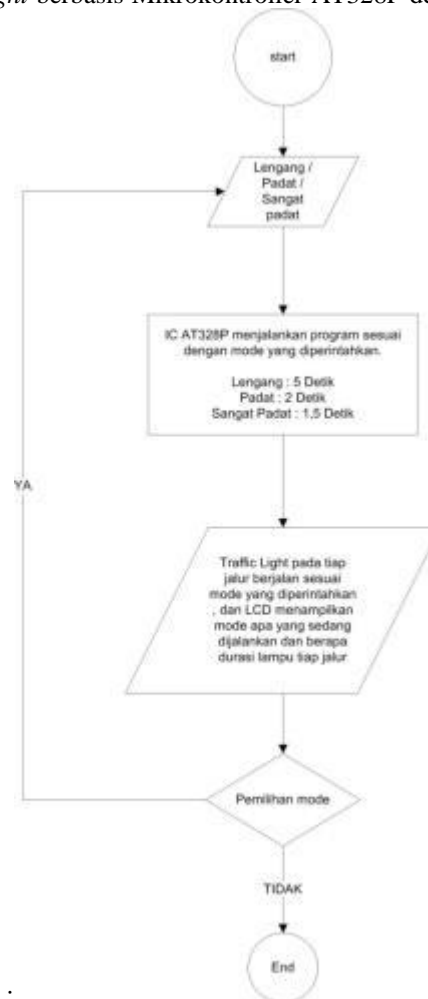 ght berbasis Mikrokontroller AT328P de
start
Lengang /
Padat /
Sangat
padat
IC AT328P menjalankan program sesuai
dengan mode yang diperintahkan.
Lengang : 5 Detik
Padat : 2 Detik
Sangat Padat : 1,5 Detik
YA
Traffic Light pada tiap
jalur berjalan sesuai
mode yang diperintahkan
, dan LCD menampilkan
mode apa yang sedang
dijalankan dan berapa
durasi lampu tiap jalur
Pemilihan mode
TIDAK
End
.